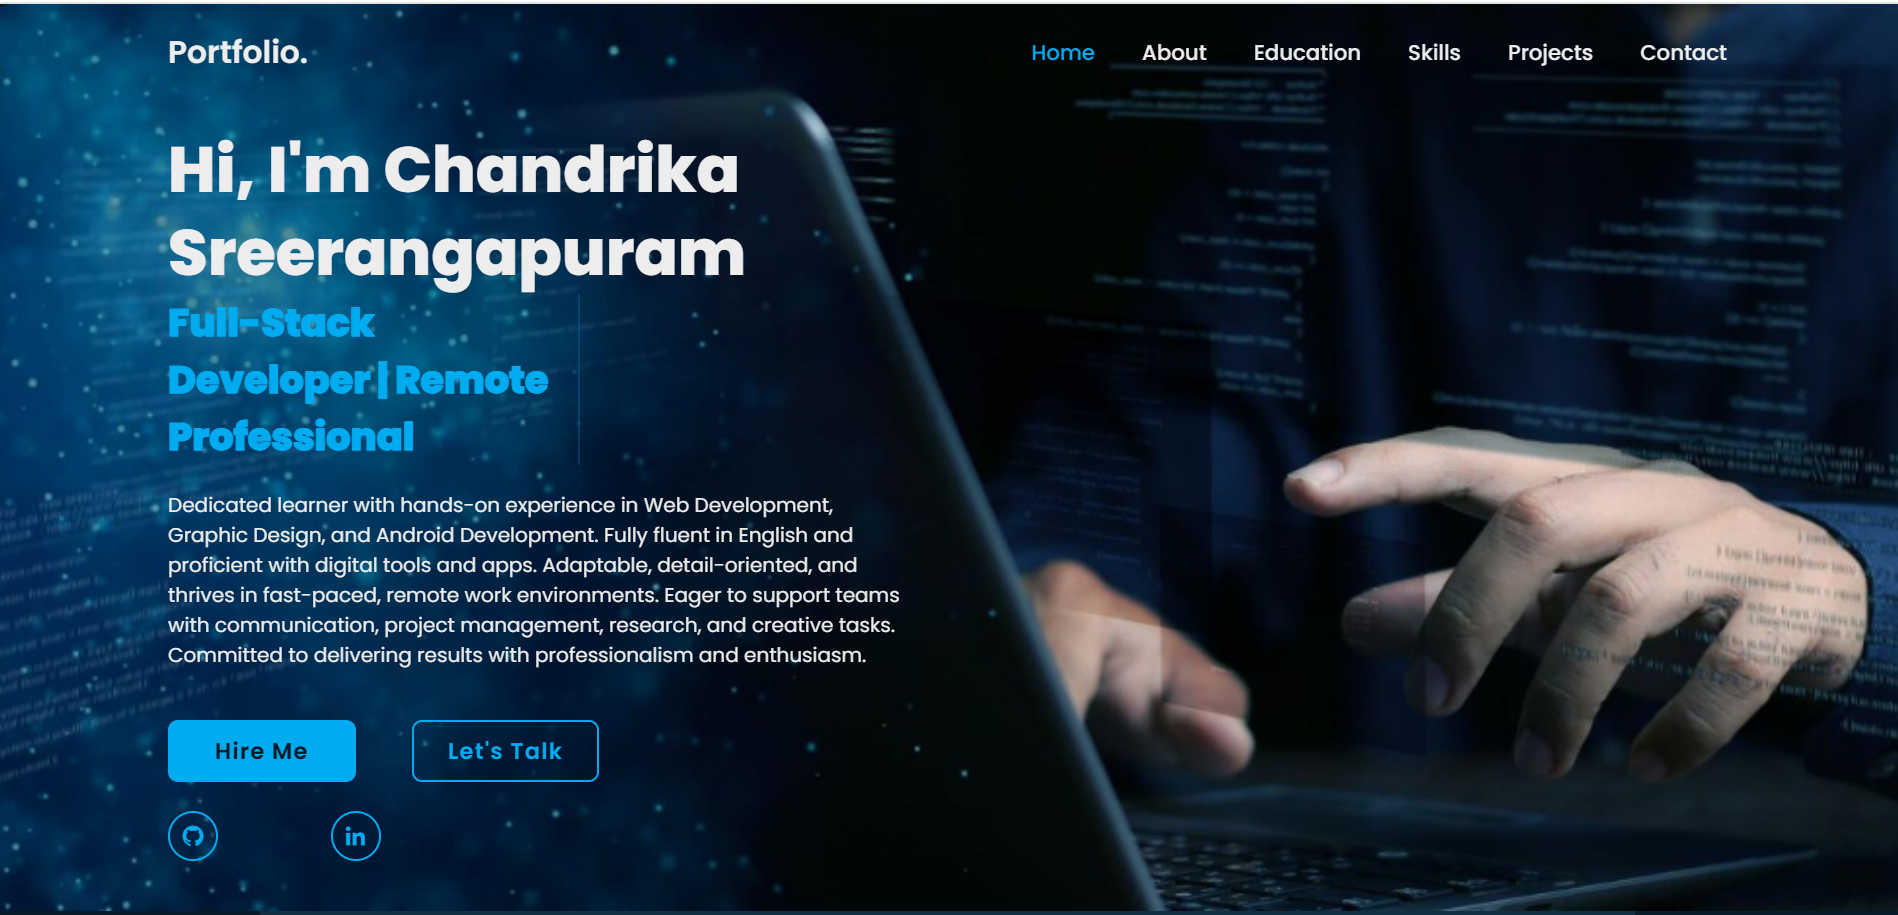 Portfolio.
Home About Education Skills Projects Contact
Hi, I'm Chandrika
Sreerangapuram
Full-Stack
Developer | Remote
Professional
Dedicated learner with hands-on experience in Web Development,
Graphic Design, and Android Development. Fully fluent in English and
proficient with digital tools and apps. Adaptable, detail-oriented, and
thrives in fast-paced, remote work environments. Eager to support teams
with communication, project management, research, and creative tasks.
Committed to delivering results with professionalism and enthusiasm.
Hire Me Let's Talk
in